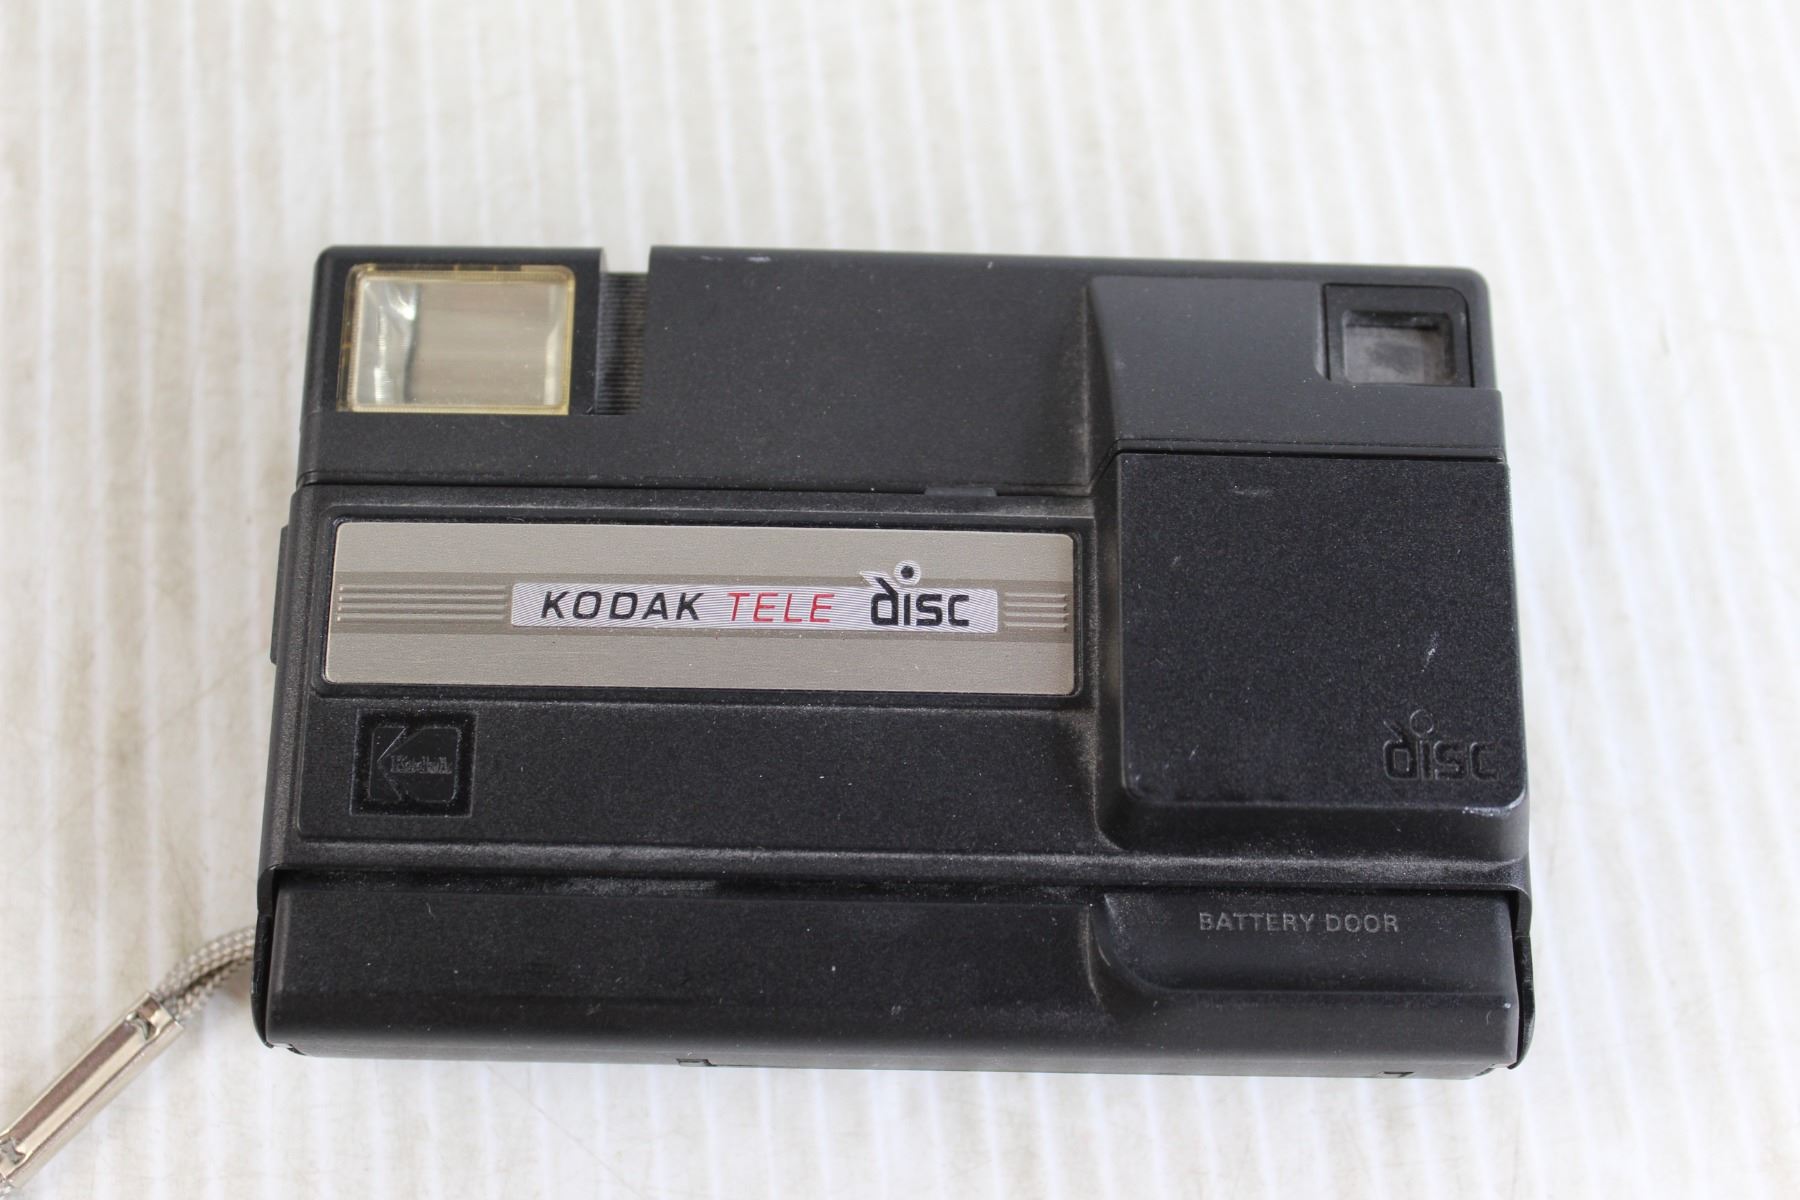 KODAK TELE disc
Kodak
disc
BATTERY DOOR